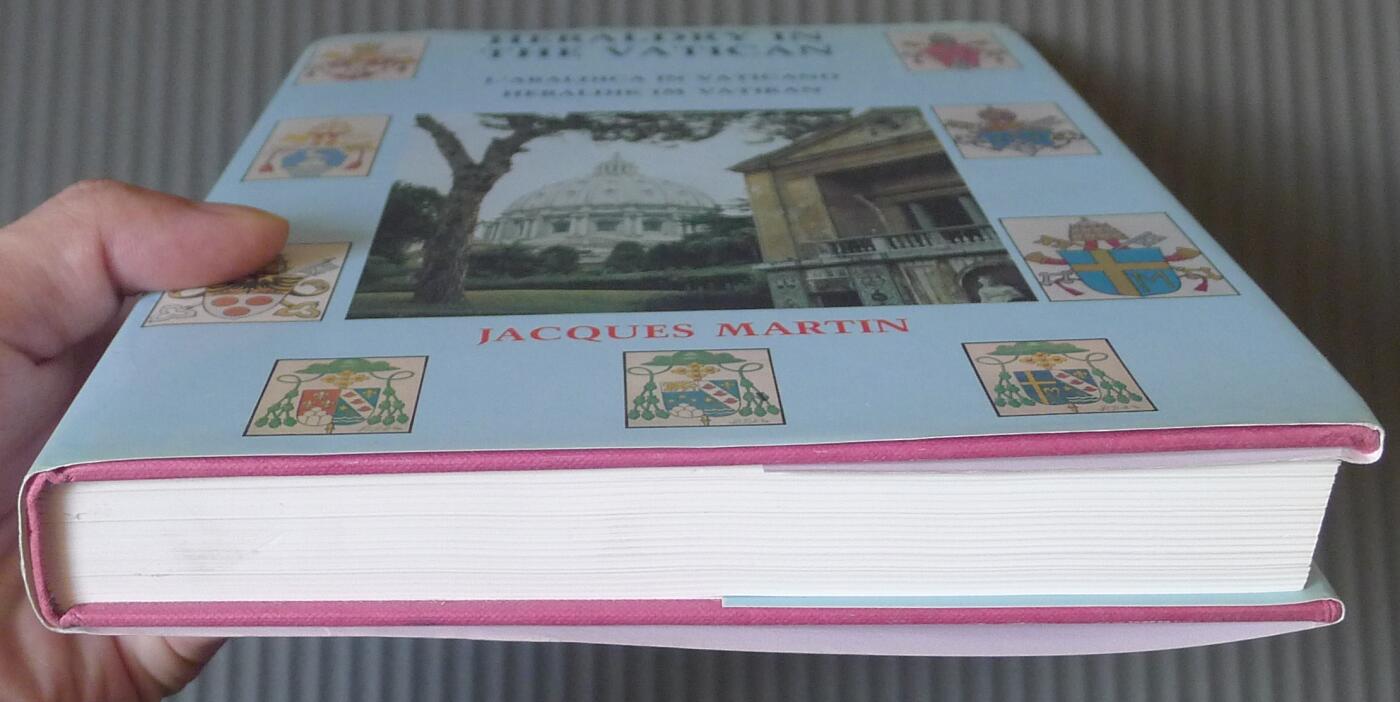 HERALDRY IN
THE VATICAN
L'ARALDICA IN VATICANO
HERALDIK IM VATIKAN
JACQUES MARTIN